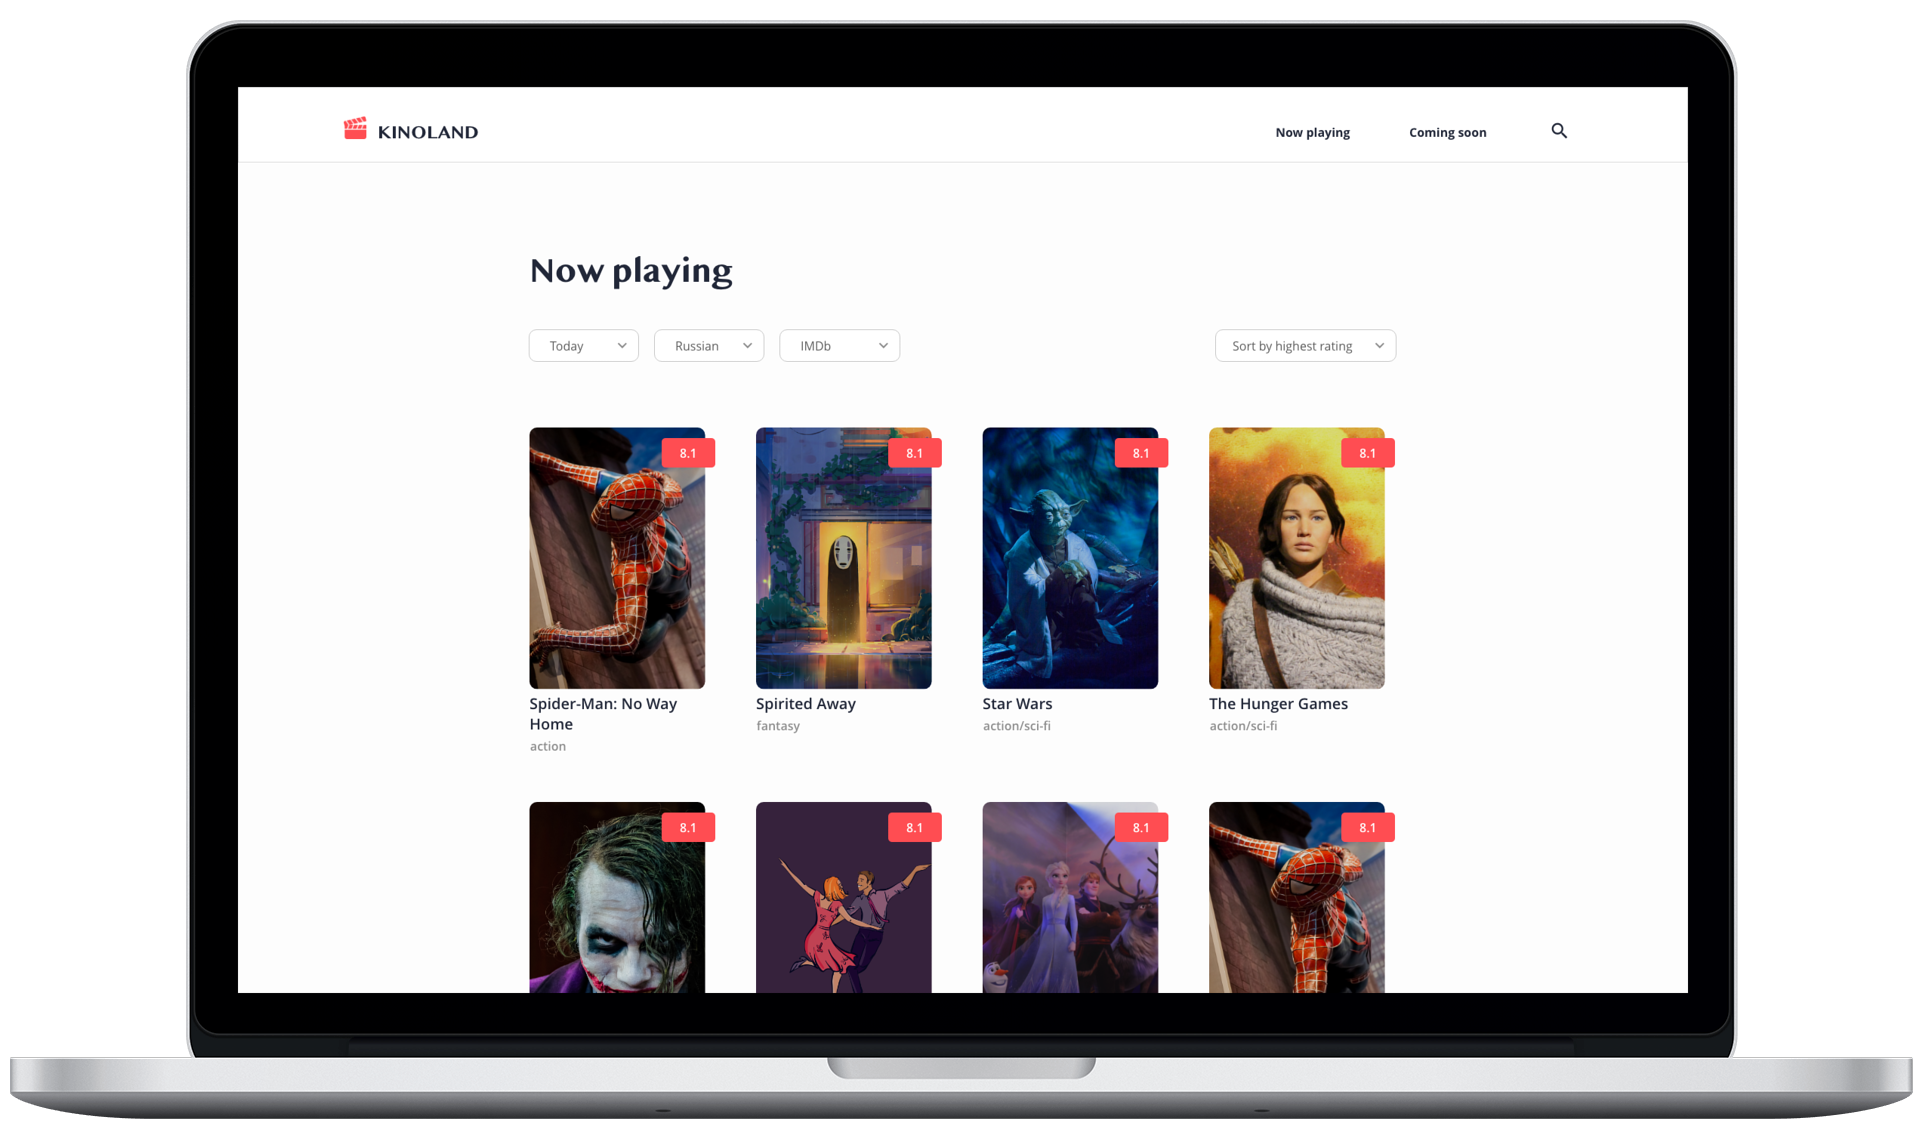 KINOLAND
Now playing
Coming soon
Now playing
Today
Russian
IMDb
Sort by highest rating
8.1
8.1
8.1
8.1
Spider-Man: No Way
Home
action
Spirited Away
fantasy
Star Wars
action/sci-fi
The Hunger Games
action/sci-fi
8.1
8.1
8.1
8.1